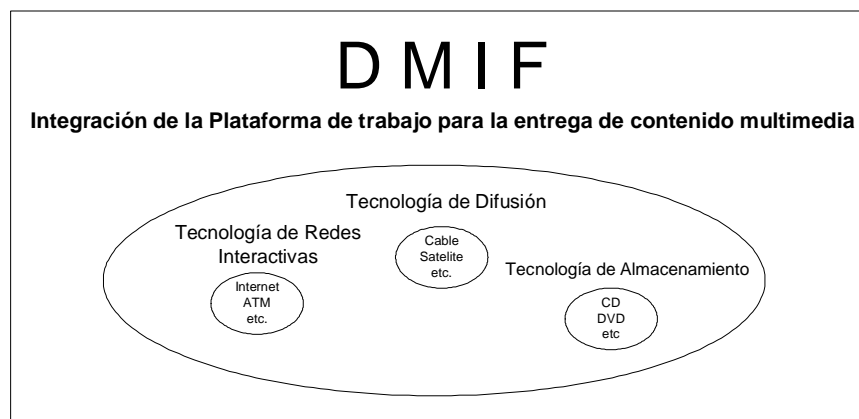 D M I F
Integración de la Plataforma de trabajo para la entrega de contenido multimedia
Tecnología de Difusión
Cable
Satelite
etc.
Tecnología de Redes
Interactivas
Internet
ATM
etc.
Tecnología de Almacenamiento
CD
DVD
etc